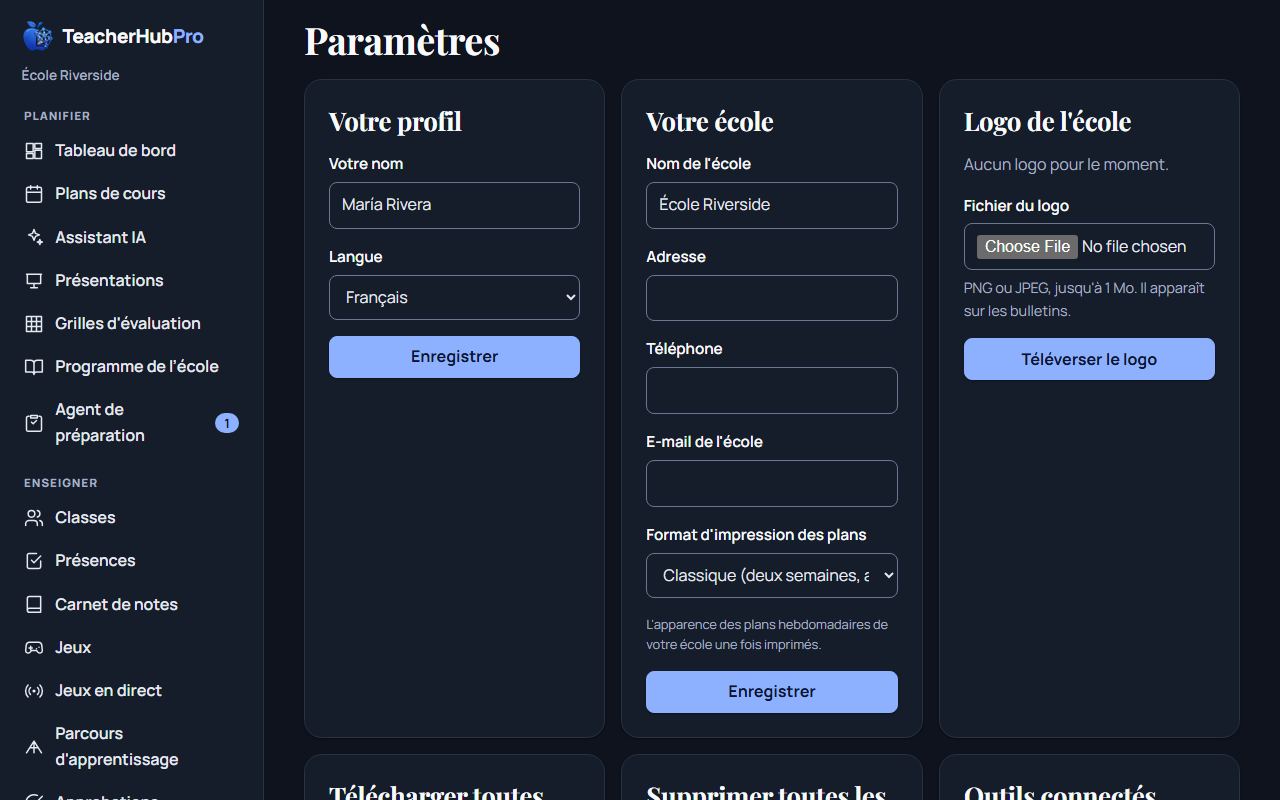 TeacherHubPro
École Riverside
PLANIFIER
Tableau de bord
Plans de cours
Assistant IA
Présentations
Grilles d'évaluation
Programme de l'école
Agent de
préparation
1
ENSEIGNER
Classes
Présences
Carnet de notes
Jeux
Jeux en direct
Parcours
d'apprentissage
Approbations
Paramètres
Votre profil
Votre nom
María Rivera
Langue
Français
Enregistrer
Votre école
Nom de l'école
École Riverside
Adresse
Téléphone
E-mail de l'école
Format d'impression des plans
Classique (deux semaines, a
L'apparence des plans hebdomadaires de
votre école une fois imprimés.
Enregistrer
Logo de l'école
Aucun logo pour le moment.
Fichier du logo
Choose File No file chosen
PNG ou JPEG, jusqu'à 1 Mo. Il apparaît
sur les bulletins.
Téléverser le logo
Télécharger toutes
Supprimer toutes les
Outils connectés